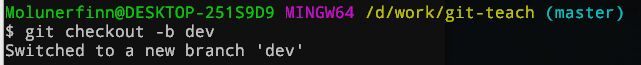 Molunerfinn@DESKTOP-251S9D9 MINGW64 /d/work/git-teach (master)
$ git checkout -b dev
Switched to a new branch 'dev'